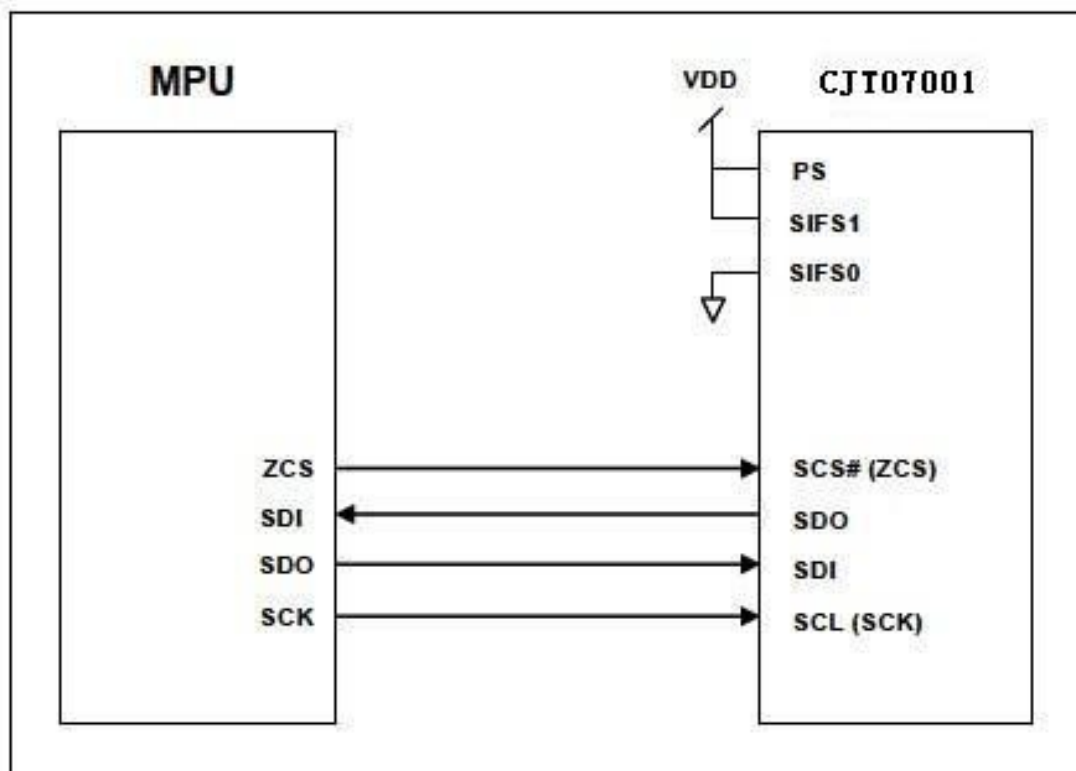 MPU
VDD
CJT07001
PS
SIFS1
SIFS0
ZCS
SCS# (ZCS)
SDI
SDO
SDO
SDI
SCK
SCL (SCK)